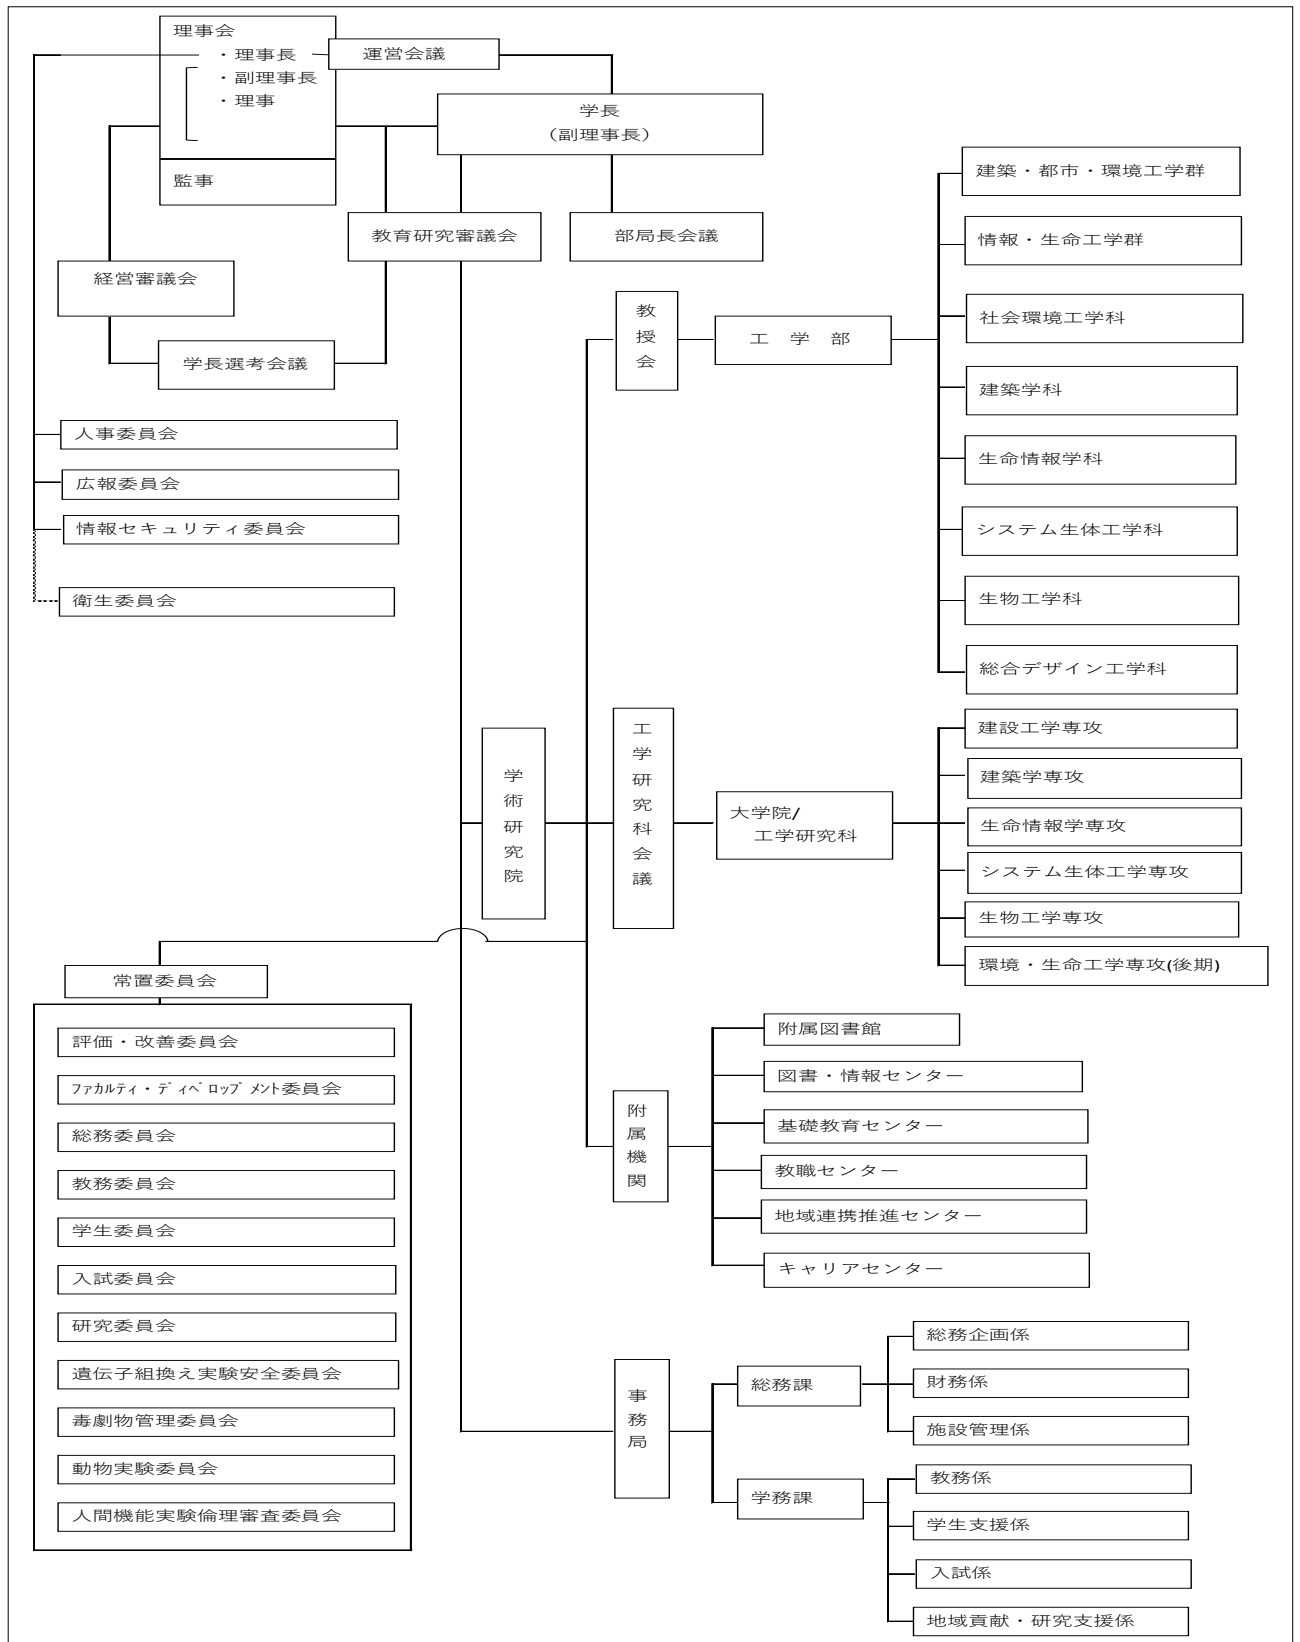 理事会
・理事長
・副理事長
・理事
監事
運営会議
学長
（副理事長）
教育研究審議会
部局長会議
経営審議会
学長選考会議
人事委員会
広報委員会
情報セキュリティ委員会
衛生委員会
教授会
工　学　部
建築・都市・環境工学群
情報・生命工学群
社会環境工学科
建築学科
生命情報学科
システム生体工学科
生物工学科
総合デザイン工学科
学術研究院
工学研究科会議
大学院/
工学研究科
建設工学専攻
建築学専攻
生命情報学専攻
システム生体工学専攻
生物工学専攻
環境・生命工学専攻(後期)
常置委員会
評価・改善委員会
ﾌｧｶﾙﾃｨ・ﾃﾞｨﾍﾞﾛｯﾌﾟﾒﾝﾄ委員会
総務委員会
教務委員会
学生委員会
入試委員会
研究委員会
遺伝子組換え実験安全委員会
毒劇物管理委員会
動物実験委員会
人間機能実験倫理審査委員会
附属機関
附属図書館
図書・情報センター
基礎教育センター
教職センター
地域連携推進センター
キャリアセンター
事務局
総務課
総務企画係
財務係
施設管理係
学務課
教務係
学生支援係
入試係
地域貢献・研究支援係